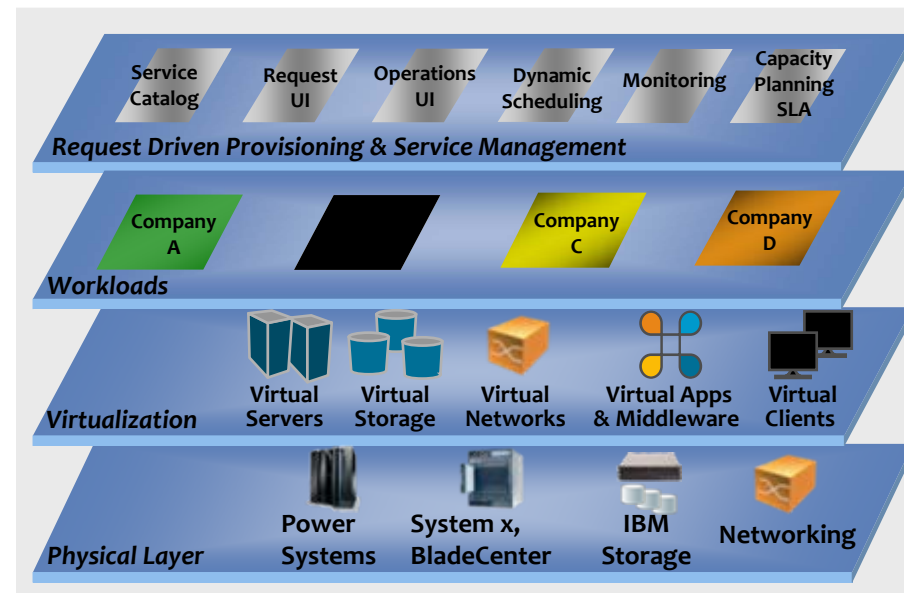 Service
Catalog
Request
UI
Operations
UI
Dynamic
Scheduling
Monitoring
Capacity
Planning
SLA
Request Driven Provisioning & Service Management
Company
A
Company
C
Company
D
Workloads
Virtual
Servers
Virtual
Storage
Virtual
Networks
Virtual Apps
& Middleware
Virtual
Clients
Virtualization
Power
Systems
System x,
BladeCenter
IBM
Storage
Networking
Physical Layer